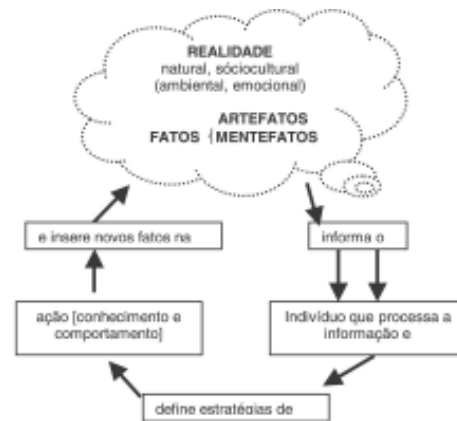 REALIDADE
natural, sóciocultural
(ambiental, emocional)
ARTEFATOS
FATOS {MENTEFATOS
e insere novos fatos na
informa o
ação [conhecimento e
comportamento]
Indivíduo que processa a
informação e
define estratégias de